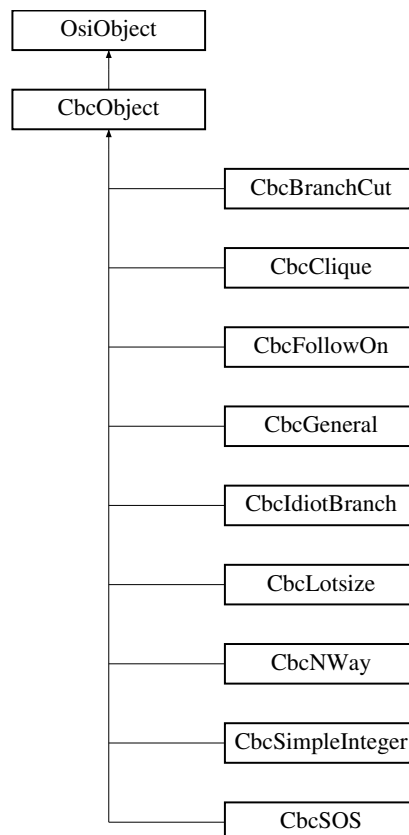 OsiObject
CbcObject
CbcBranchCut
CbcClique
CbcFollowOn
CbcGeneral
CbcIdiotBranch
CbcLotsize
CbcNWay
CbcSimpleInteger
CbcSOS